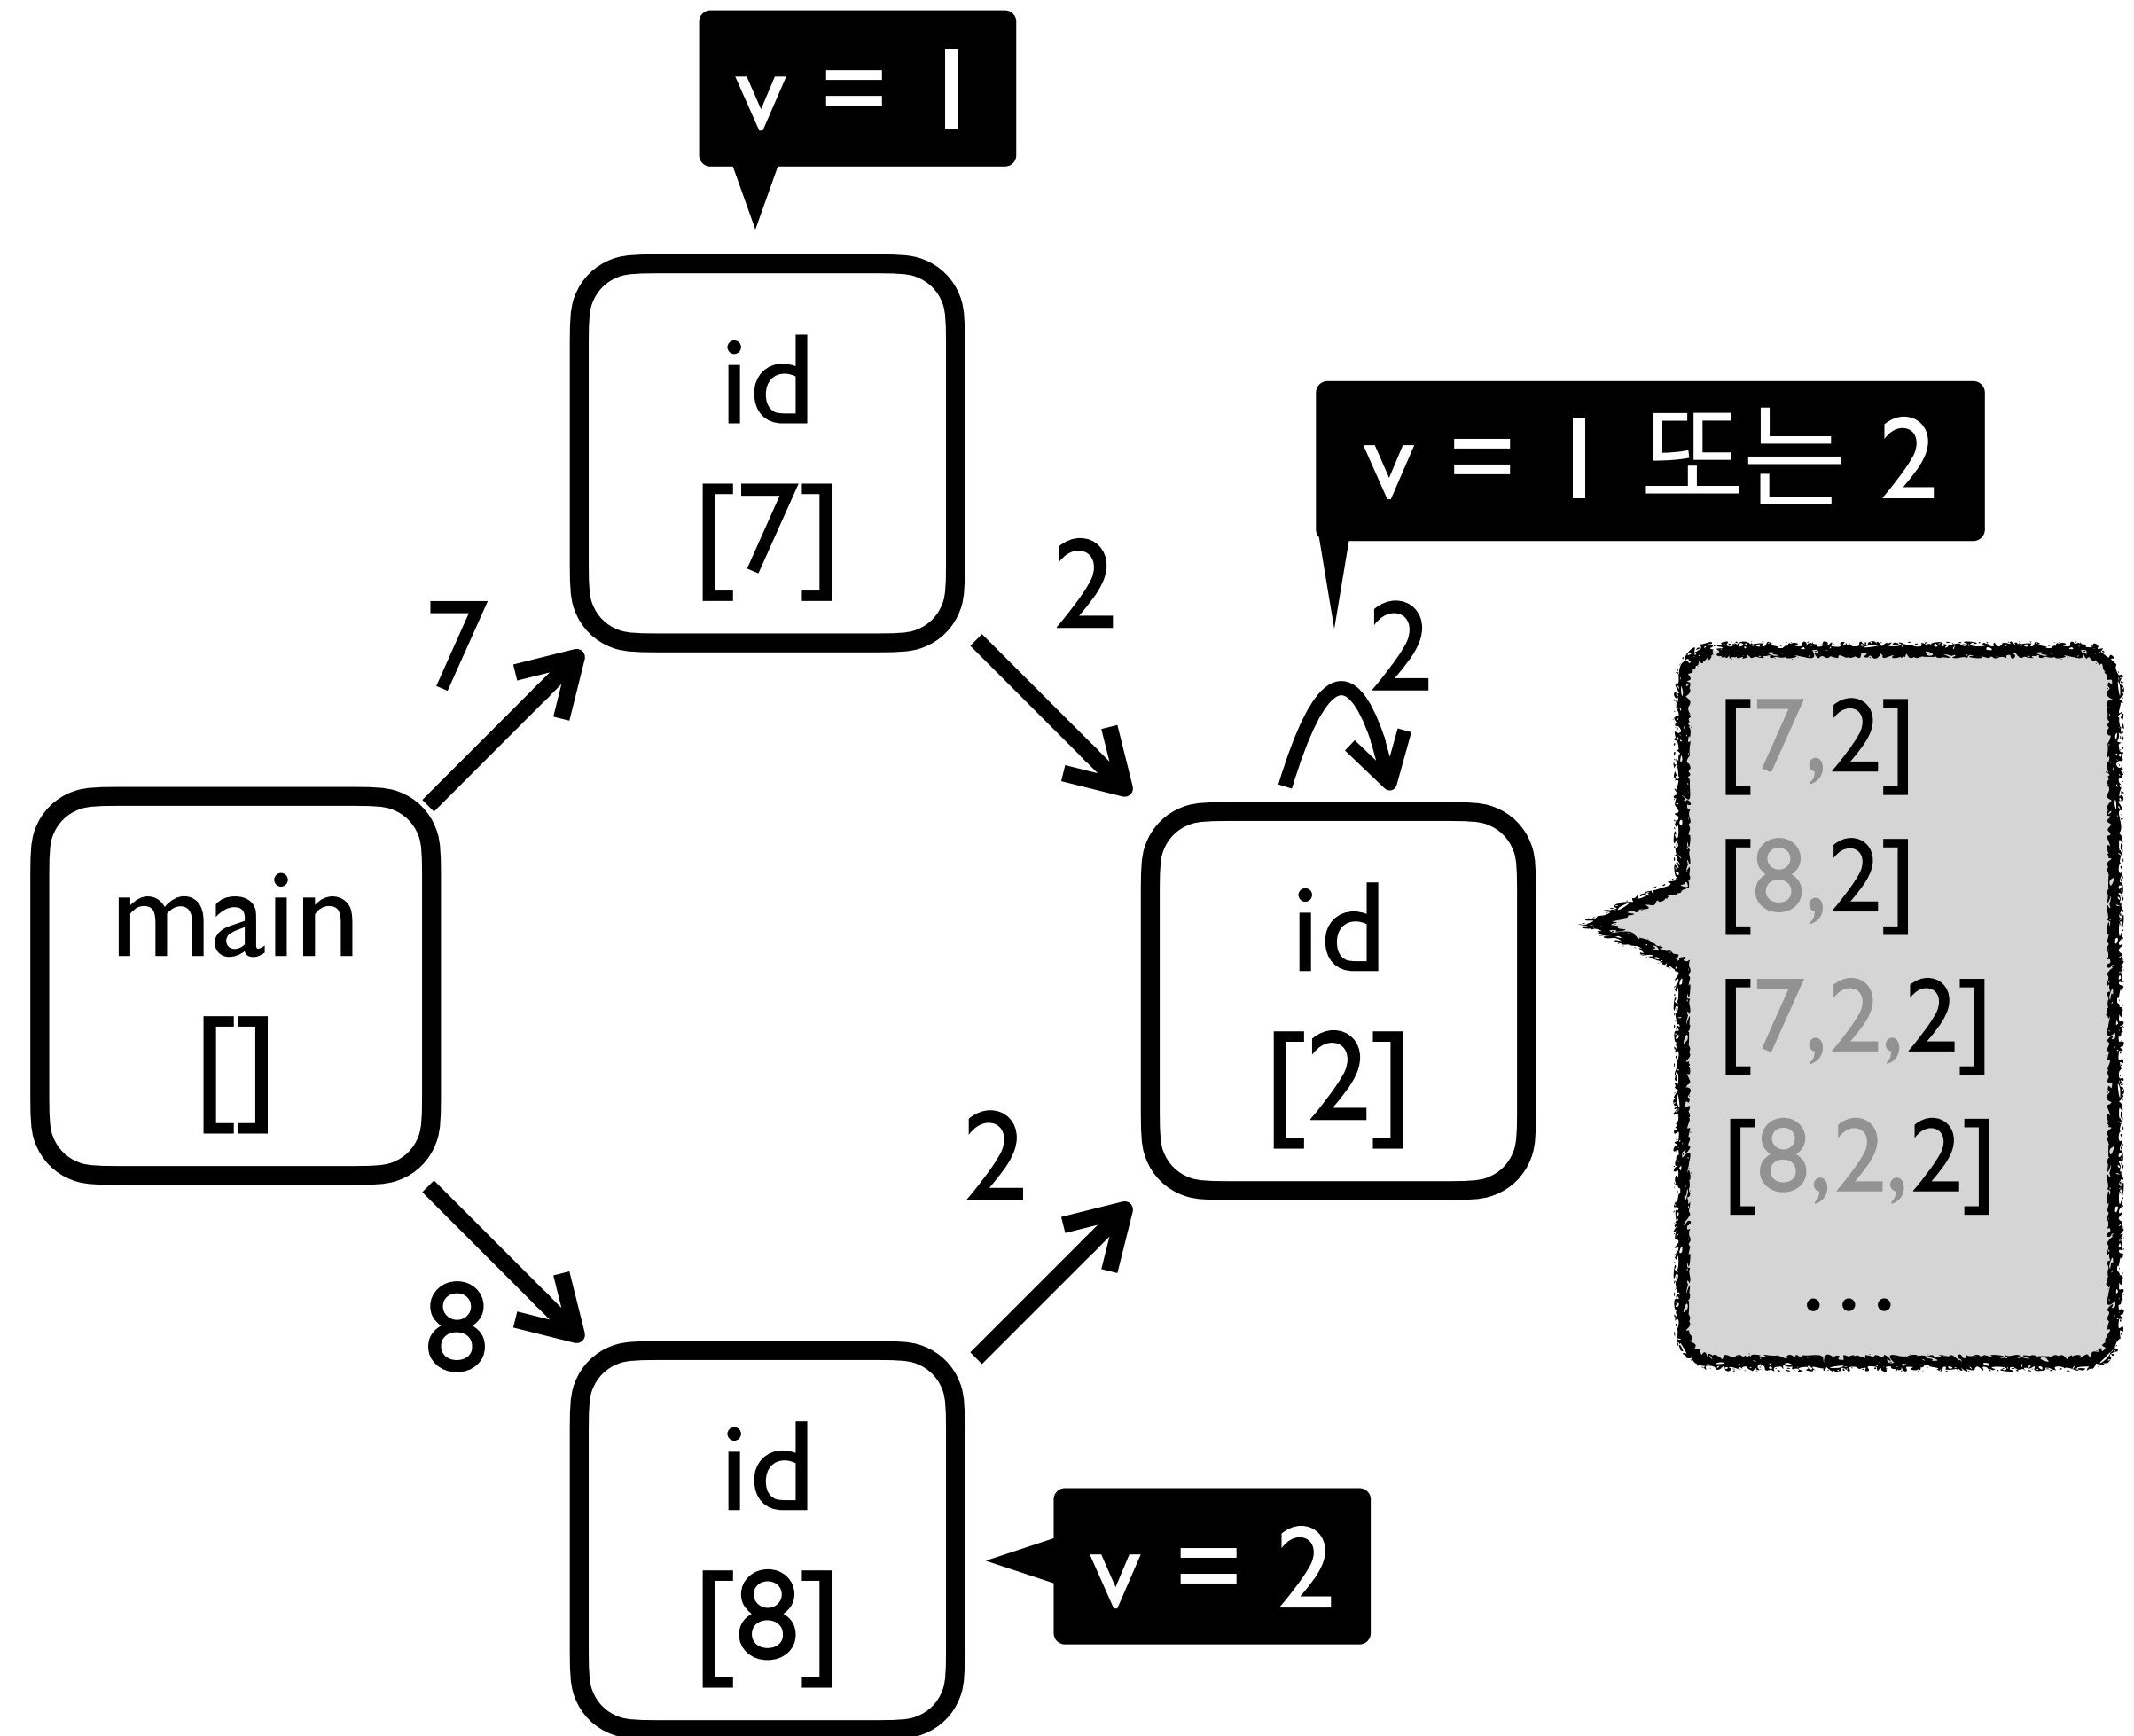 v = 1
id
[7]
7
2
v = 1 또는 2
2
main
[]
id
[2]
[7,2]
[8,2]
[7,2,2]
[8,2,2]
...
2
8
id
[8]
v = 2